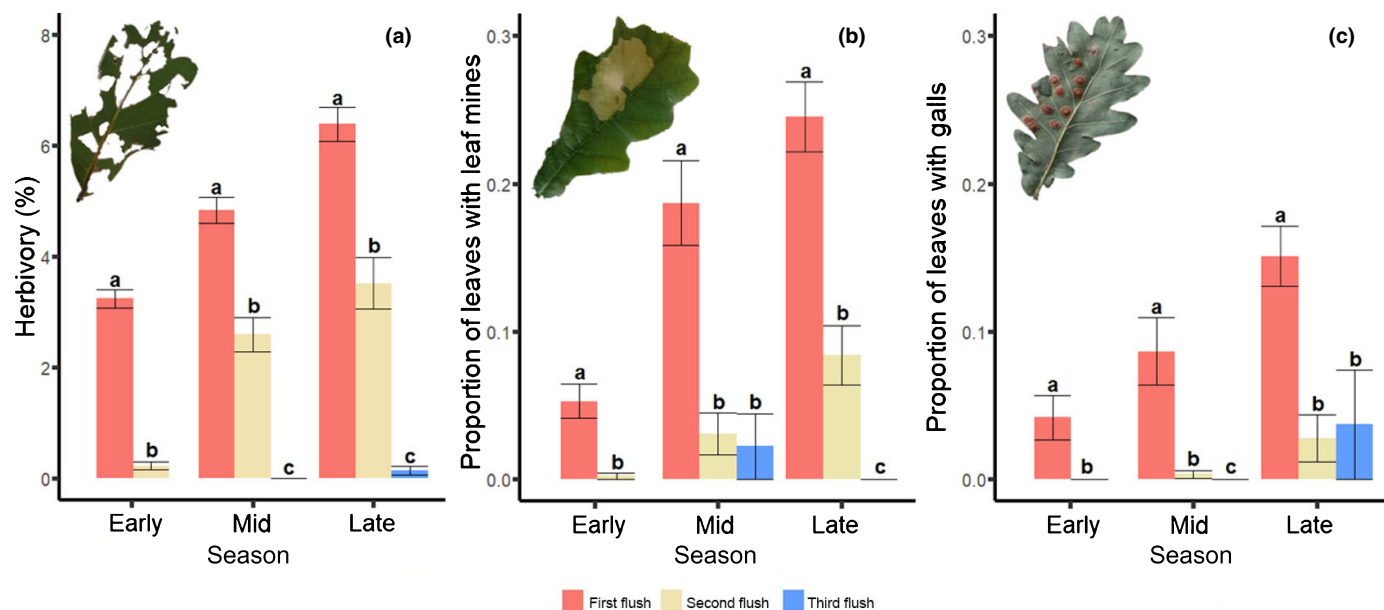 (a)
Herbivory (%)
8
6
4
2
0
a
b
a
b
c
a
b
c
Early Mid Late
Season
(b)
Proportion of leaves with leaf mines
0.3
0.2
0.1
0.0
a
b
a
b
b
a
b
c
Early Mid Late
Season
(c)
Proportion of leaves with galls
0.3
0.2
0.1
0.0
a
b
a
b
c
a
b
b
Early Mid Late
Season
First flush Second flush Third flush